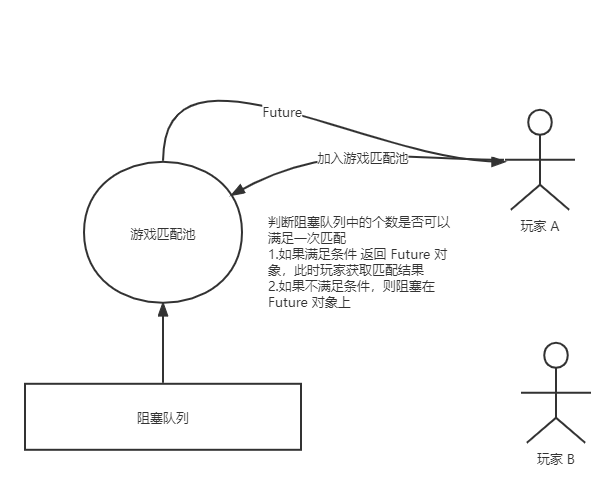 Future
加入游戏匹配池
玩家 A
游戏匹配池
判断阻塞队列中的个数是否可以
满足一次匹配
1.如果满足条件 返回 Future 对
象，此时玩家获取匹配结果
2.如果不满足条件，则阻塞在
Future 对象上
阻塞队列
玩家 B